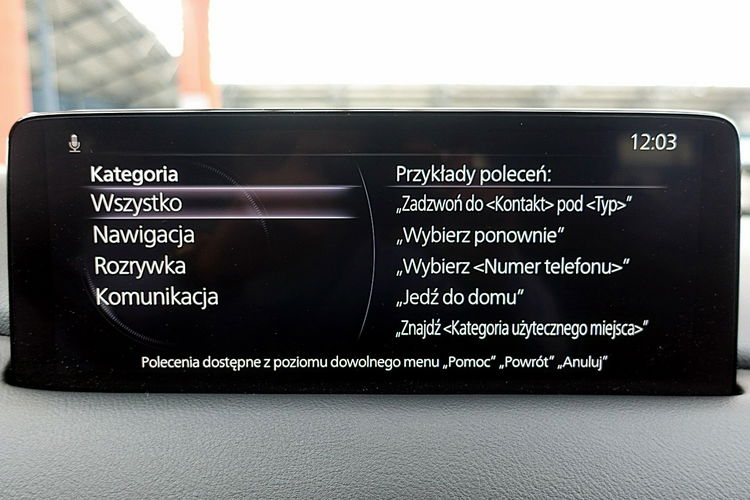 12:03
Kategoria
Wszystko
Nawigacja
Rozrywka
Komunikacja
Przykłady poleceń:
„Zadzwoń do <Kontakt> pod <Typ>”
„Wybierz ponownie”
„Wybierz <Numer telefonu>”
„Jedź do domu”
„Znajdź <Kategoria użytecznego miejsca>”
Polecenia dostępne z poziomu dowolnego menu „Pomoc” „Powrót” „Anuluj”